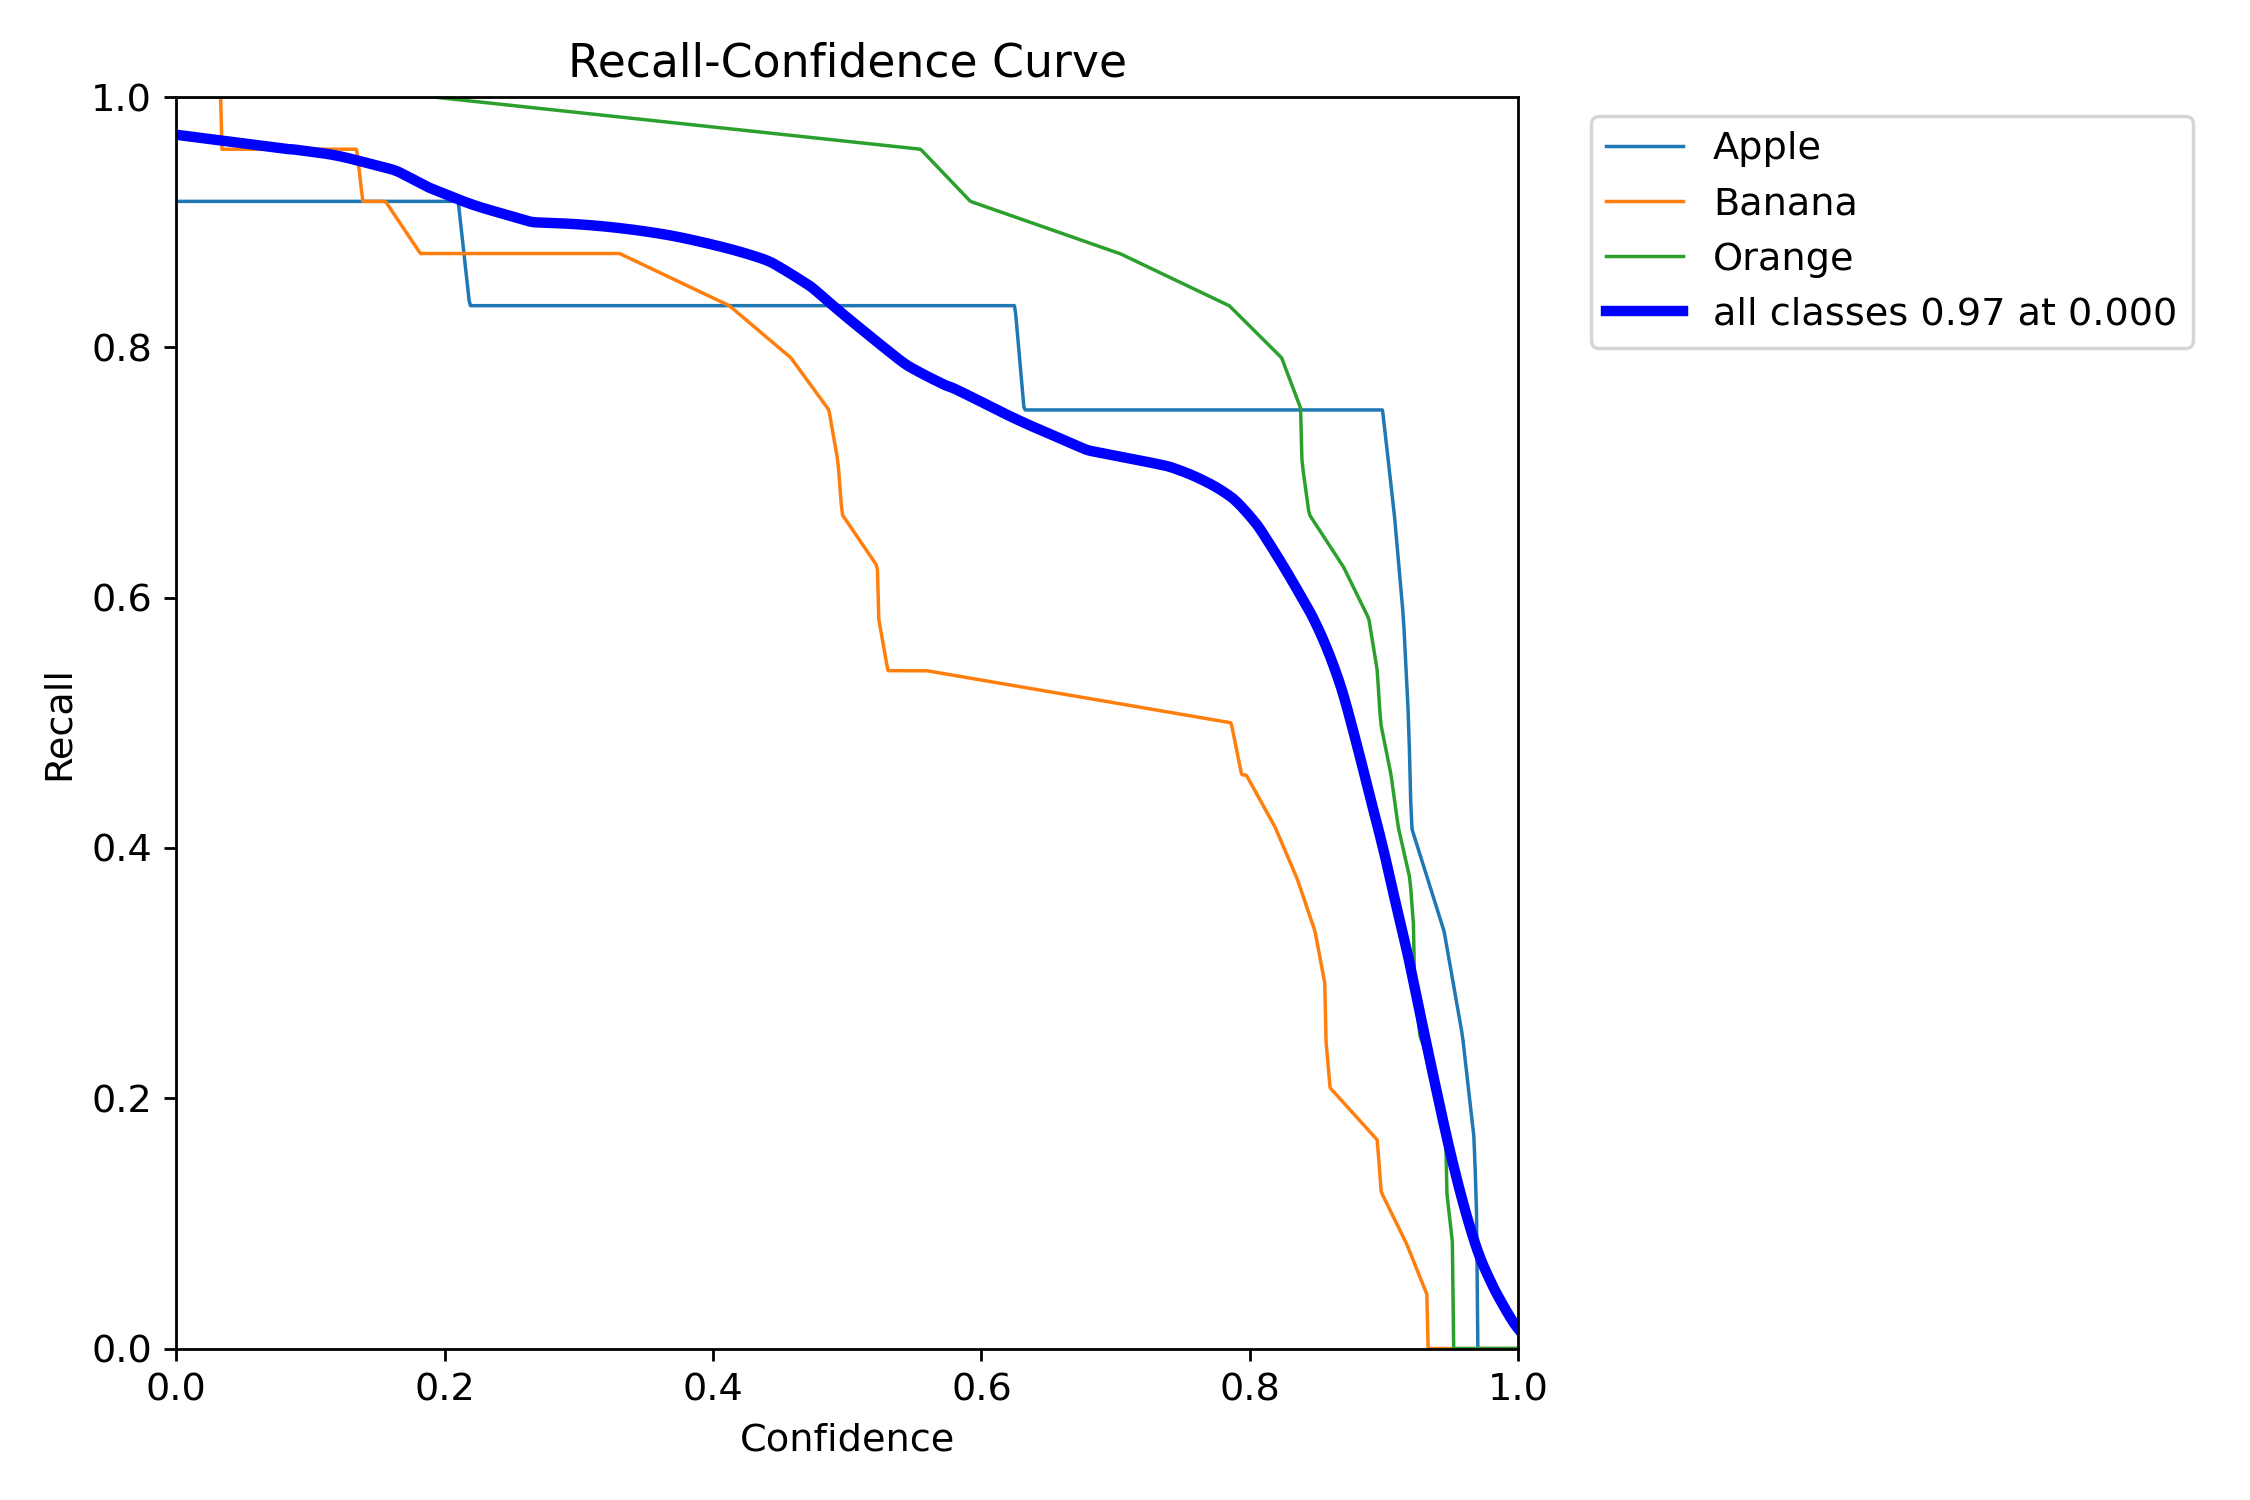 Recall-Confidence Curve
1.0
0.8
0.6
0.4
0.2
0.0
Recall
0.0 0.2 0.4 0.6 0.8 1.0
Confidence
Apple
Banana
Orange
all classes 0.97 at 0.000